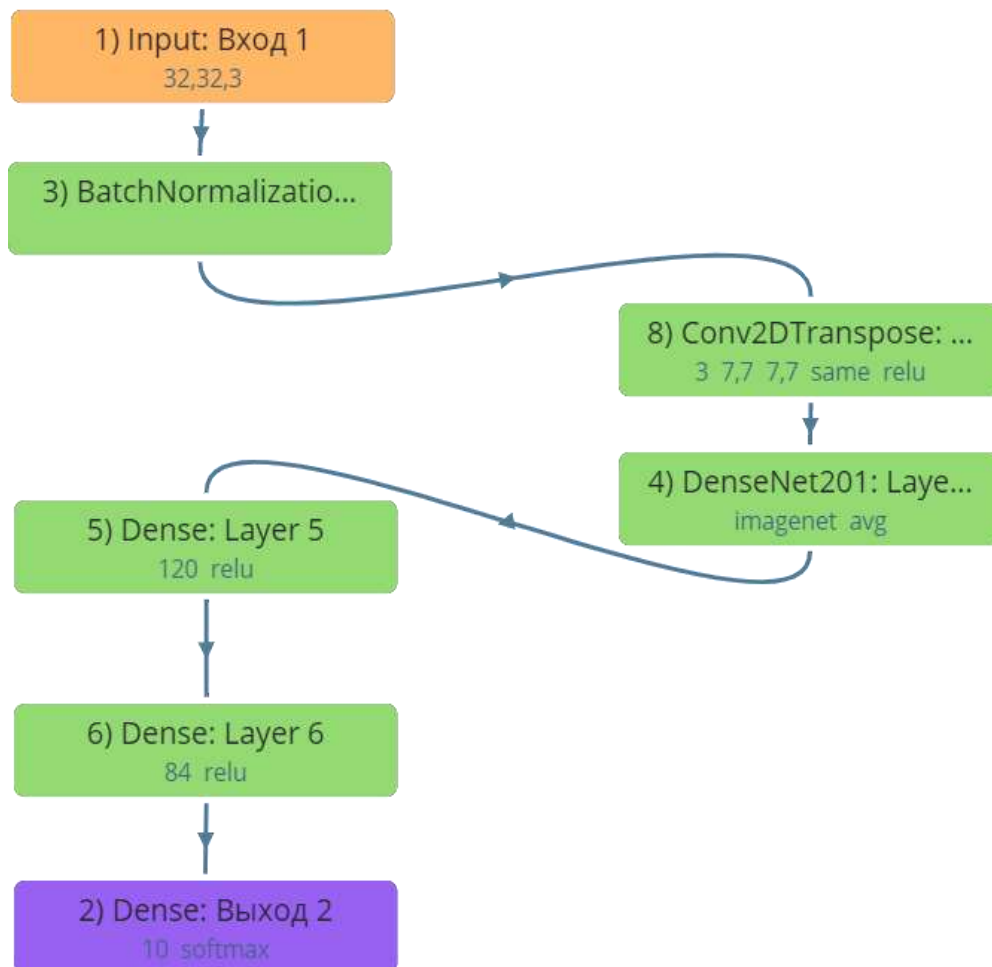 1) Input: Вход 1
32,32,3
3) BatchNormalizatio...
8) Conv2DTranspose: ...
3 7,7 7,7 same relu
4) DenseNet201: Laye...
imagenet avg
5) Dense: Layer 5
120 relu
6) Dense: Layer 6
84 relu
2) Dense: Выход 2
10 softmax